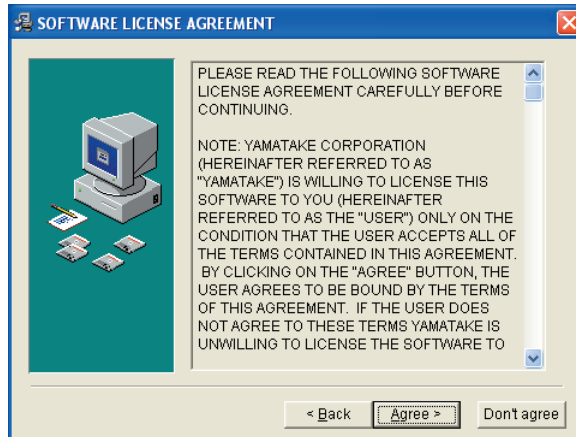 SOFTWARE LICENSE AGREEMENT
PLEASE READ THE FOLLOWING SOFTWARE
LICENSE AGREEMENT CAREFULLY BEFORE
CONTINUING.
NOTE: YAMATAKE CORPORATION
(HEREINAFTER REFERRED TO AS
"YAMATAKE") IS WILLING TO LICENSE THIS
SOFTWARE TO YOU (HEREINAFTER
REFERRED TO AS THE "USER") ONLY ON THE
CONDITION THAT THE USER ACCEPTS ALL OF
THE TERMS CONTAINED IN THIS AGREEMENT.
BY CLICKING ON THE "AGREE" BUTTON, THE
USER AGREES TO BE BOUND BY THE TERMS
OF THIS AGREEMENT. IF THE USER DOES
NOT AGREE TO THESE TERMS YAMATAKE IS
UNWILLING TO LICENSE THE SOFTWARE TO
< Back
Agree >
Don't agree